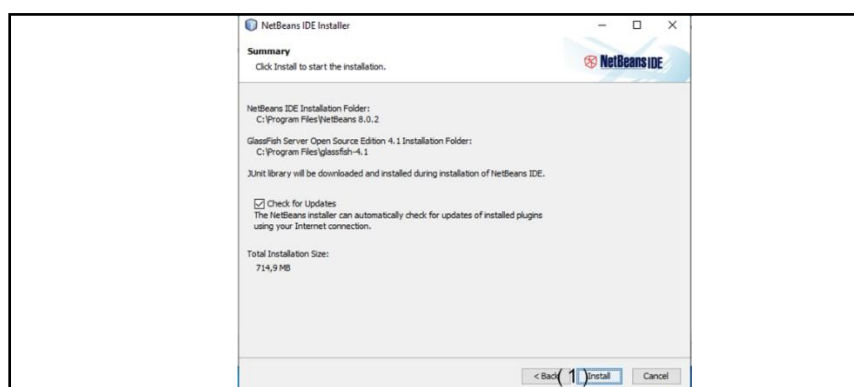 NetBeans IDE Installer
Summary
Click Install to start the installation.
NetBeans IDE
NetBeans IDE Installation Folder:
C:\Program Files\NetBeans 8.0.2
GlassFish Server Open Source Edition 4.1 Installation Folder:
C:\Program Files\glassfish-4.1
JUnit library will be downloaded and installed during installation of NetBeans IDE.
Check for Updates
The NetBeans installer can automatically check for updates of installed plugins
using your Internet connection.
Total Installation Size:
714,9 MB
< Back ( 1 ) Install Cancel